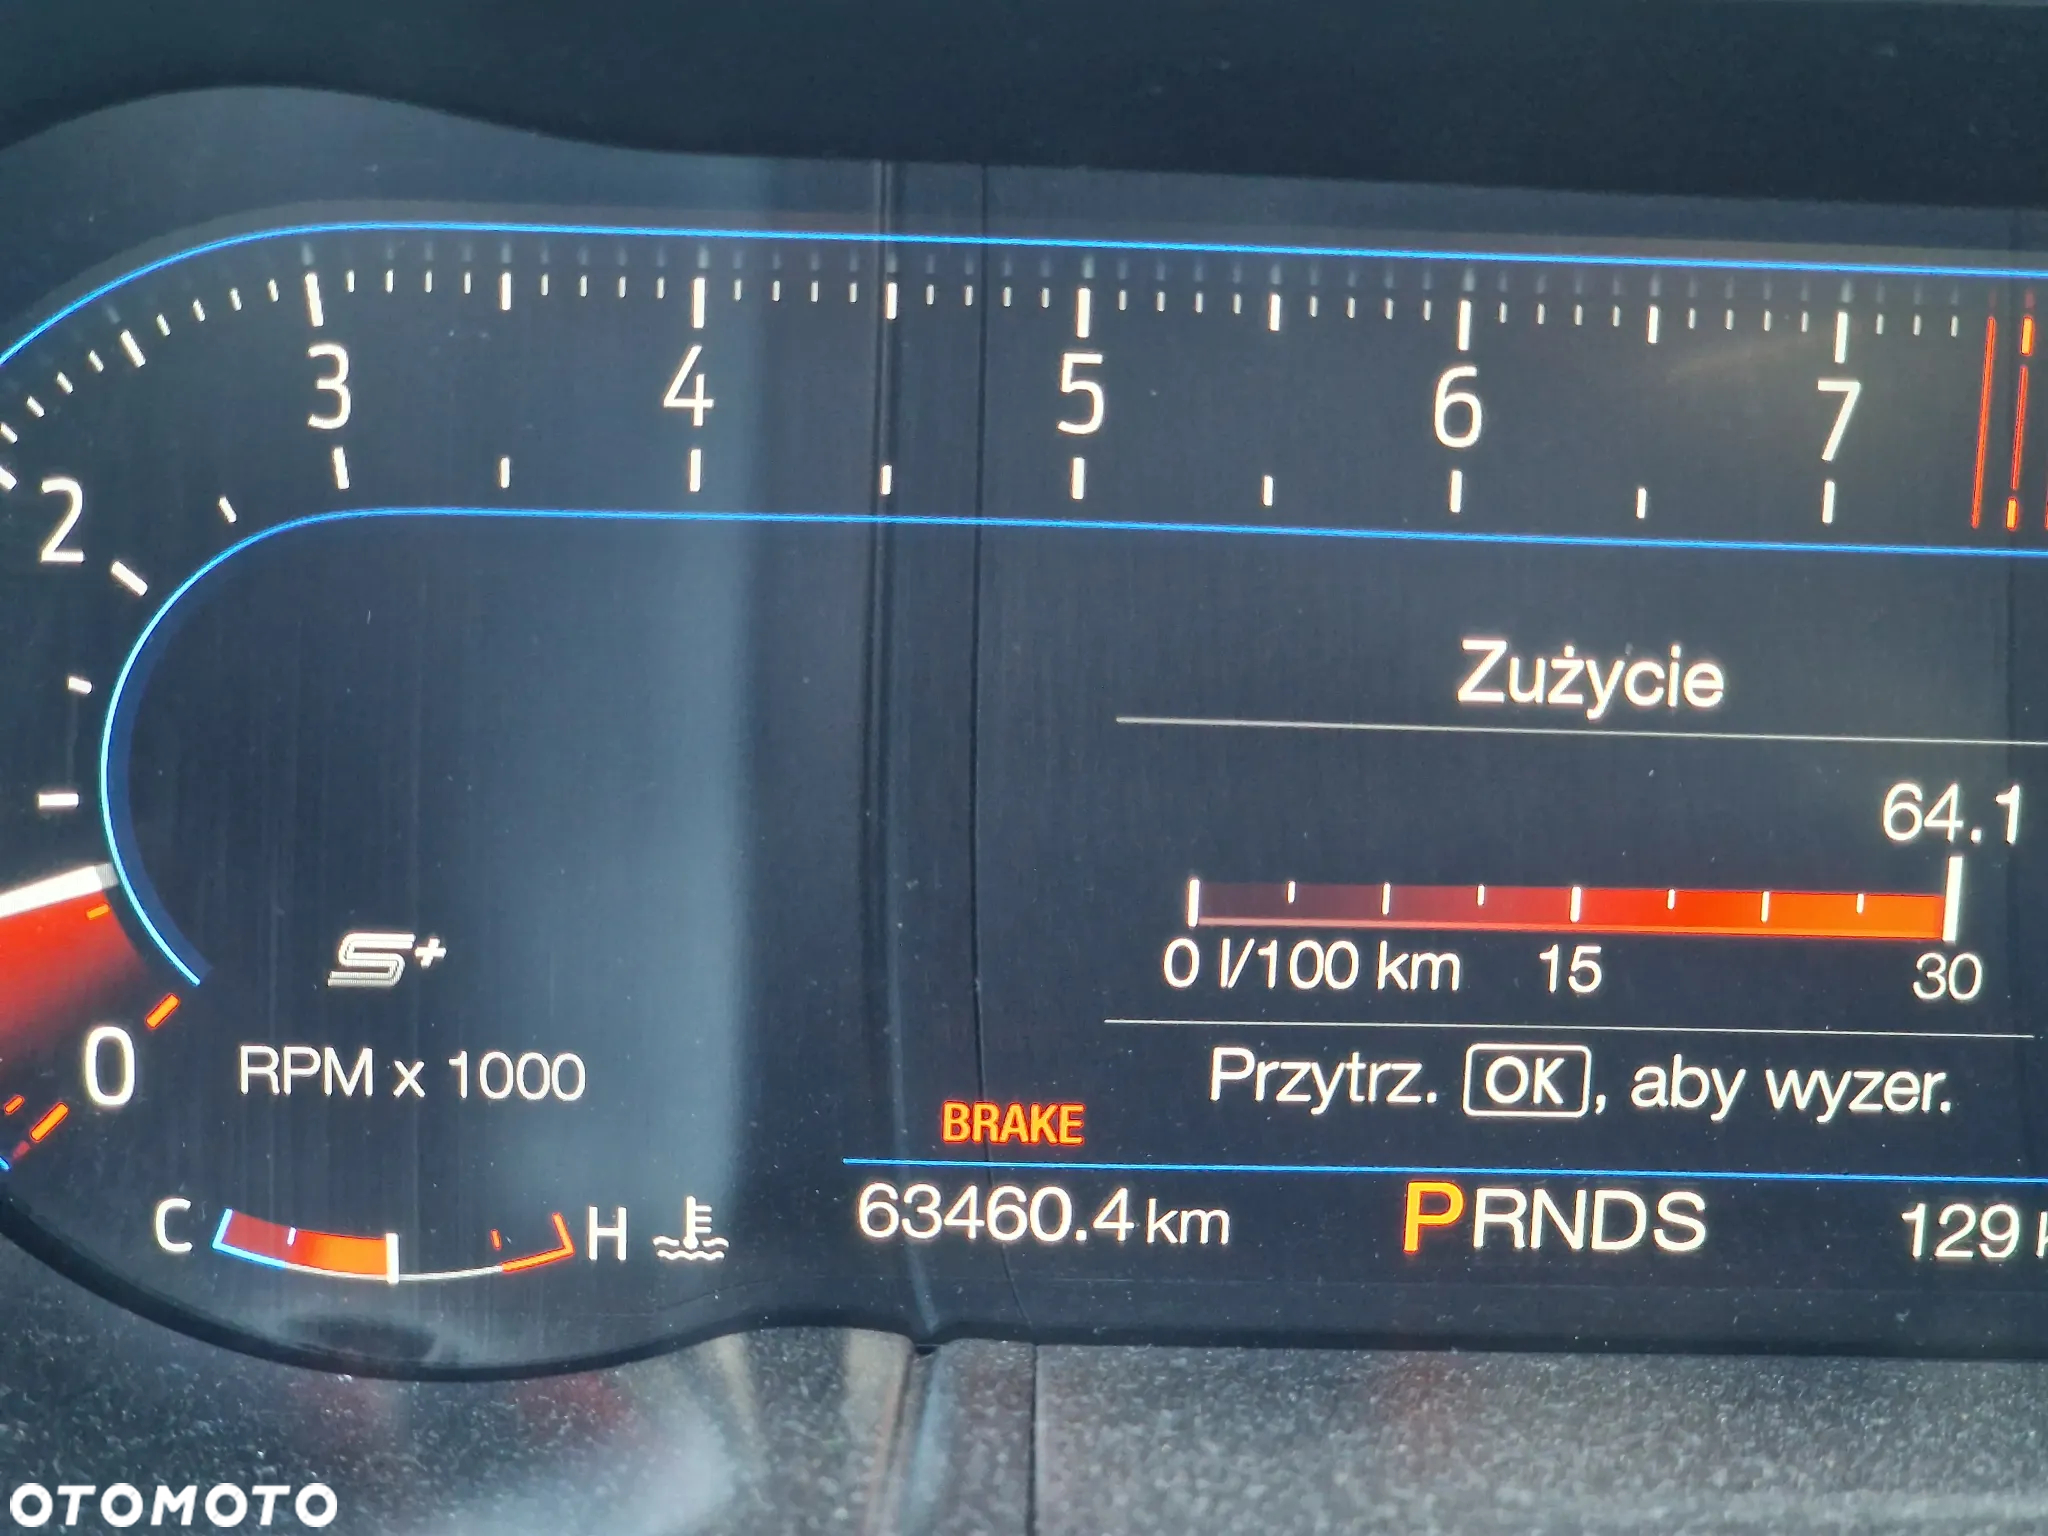 3 4 5 6 7
2
Zużycie
64.1
0 l/100 km 15 30
S+
0
RPM x 1000
Przytrz. OK, aby wyzer.
BRAKE
C H
63460.4 km PRNDS 129
OTOMOTO